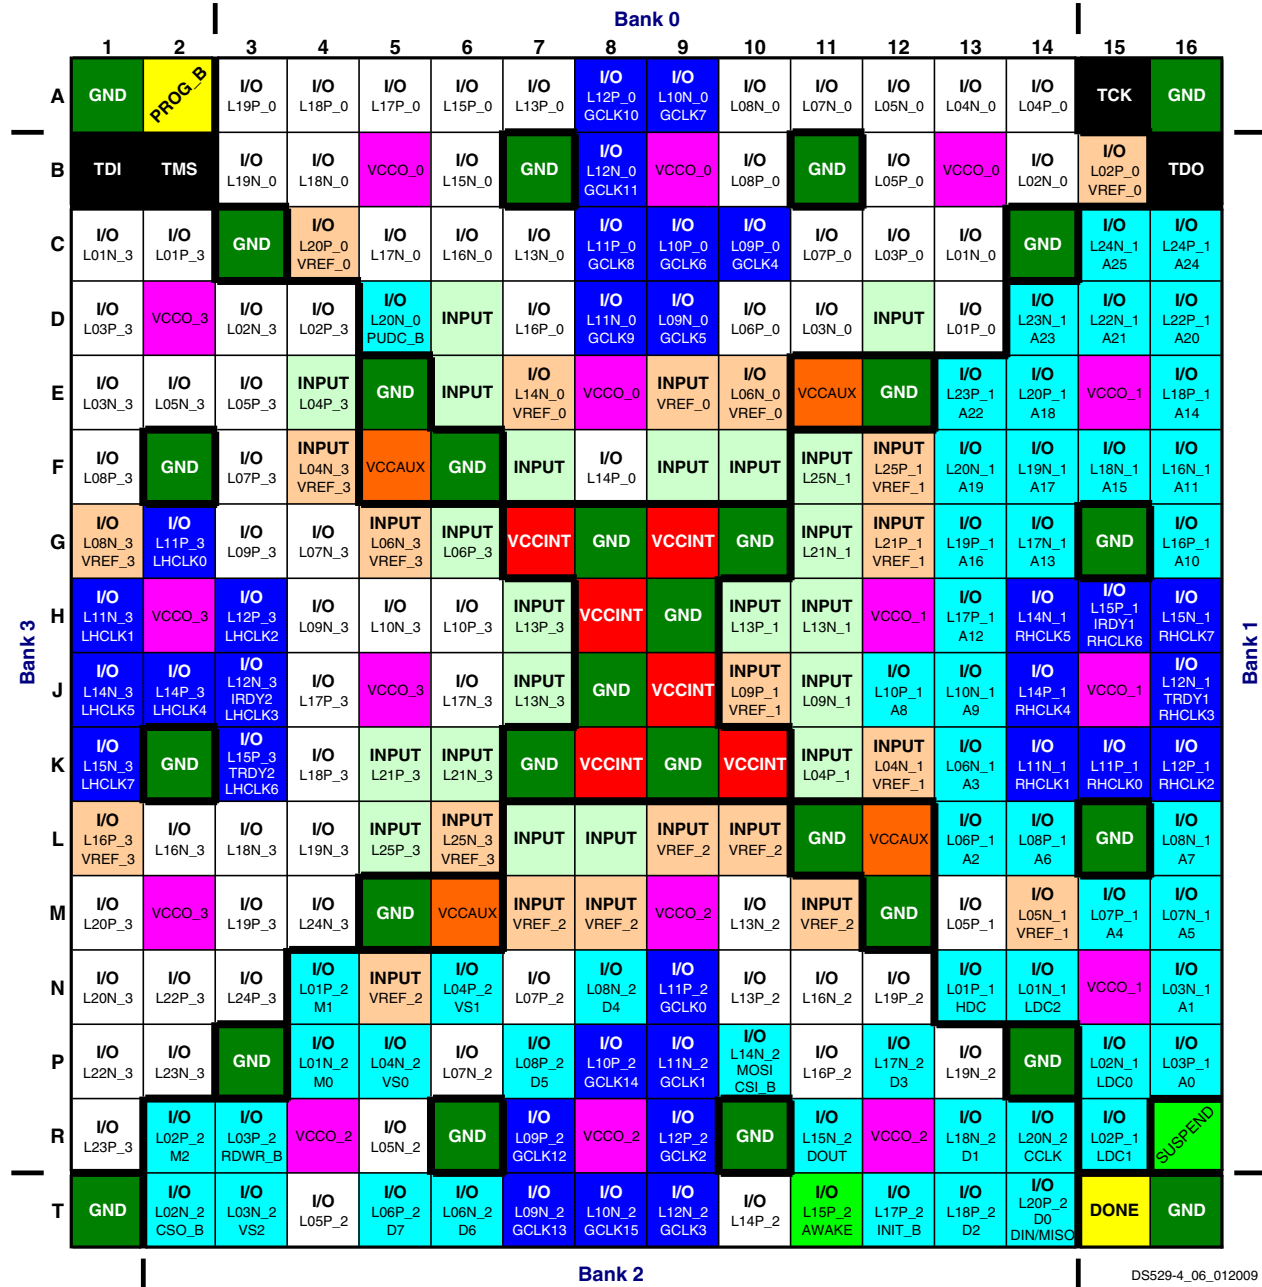 Bank 0
1 2 3 4 5 6 7 8 9 10 11 12 13 14 15 16
A GND PROG_B I/O L19P_0 I/O L18P_0 I/O L17P_0 I/O L15P_0 I/O L13P_0 I/O L12P_0 GCLK10 I/O L10N_0 GCLK7 I/O L08N_0 I/O L07N_0 I/O L05N_0 I/O L04N_0 I/O L04P_0 TCK GND
B TDI TMS I/O L19N_0 I/O L18N_0 VCCO_0 I/O L15N_0 GND I/O L12N_0 GCLK11 VCCO_0 I/O L08P_0 GND I/O L05P_0 VCCO_0 I/O L02N_0 I/O L02P_0 VREF_0 TDO
C I/O L01N_3 I/O L01P_3 GND I/O L20P_0 VREF_0 I/O L17N_0 I/O L16N_0 I/O L13N_0 I/O L11P_0 GCLK8 I/O L10P_0 GCLK6 I/O L09P_0 GCLK4 I/O L07P_0 I/O L03P_0 I/O L01N_0 GND I/O L24N_1 A25 I/O L24P_1 A24
D I/O L03P_3 VCCO_3 I/O L02N_3 I/O L02P_3 I/O L20N_0 PUDC_B INPUT I/O L16P_0 I/O L11N_0 GCLK9 I/O L09N_0 GCLK5 I/O L06P_0 I/O L03N_0 INPUT I/O L01P_0 I/O L23N_1 A23 I/O L22N_1 A21 I/O L22P_1 A20
E I/O L03N_3 I/O L05N_3 I/O L05P_3 INPUT L04P_3 GND INPUT I/O L14N_0 VREF_0 VCCO_0 INPUT VREF_0 I/O L06N_0 VREF_0 VCCAUX GND I/O L23P_1 A22 I/O L20P_1 A18 VCCO_1 I/O L18P_1 A14
F I/O L08P_3 GND I/O L07P_3 INPUT L04N_3 VREF_3 VCCAUX GND INPUT I/O L14P_0 INPUT INPUT INPUT L25N_1 INPUT L25P_1 VREF_1 I/O L20N_1 A19 I/O L19N_1 A17 I/O L18N_1 A15 I/O L16N_1 A11
G I/O L08N_3 VREF_3 I/O L11P_3 LHCLK0 I/O L09P_3 I/O L07N_3 INPUT L06N_3 VREF_3 INPUT L06P_3 VCCINT GND VCCINT GND INPUT L21N_1 INPUT L21P_1 VREF_1 I/O L19P_1 A16 I/O L17N_1 A13 GND I/O L16P_1 A10
H I/O L11N_3 LHCLK1 VCCO_3 I/O L12P_3 LHCLK2 I/O L09N_3 I/O L10N_3 I/O L10P_3 INPUT L13P_3 VCCINT GND INPUT L13P_1 INPUT L13N_1 VCCO_1 I/O L17P_1 A12 I/O L14N_1 RHCLK5 I/O L15P_1 IRDY1 RHCLK6 I/O L15N_1 RHCLK7
Bank 3
Bank 1
J I/O L14N_3 LHCLK5 I/O L14P_3 LHCLK4 I/O L12N_3 IRDY2 LHCLK3 I/O L17P_3 VCCO_3 I/O L17N_3 INPUT L13N_3 GND VCCINT INPUT L09P_1 VREF_1 INPUT L09N_1 I/O L10P_1 A8 I/O L10N_1 A9 I/O L14P_1 RHCLK4 VCCO_1 I/O L12N_1 TRDY1 RHCLK3
K I/O L15N_3 LHCLK7 GND I/O L15P_3 TRDY2 LHCLK6 I/O L18P_3 INPUT L21P_3 INPUT L21N_3 GND VCCINT GND VCCINT INPUT L04P_1 INPUT L04N_1 VREF_1 I/O L06N_1 A3 I/O L11N_1 RHCLK1 I/O L11P_1 RHCLK0 I/O L12P_1 RHCLK2
L I/O L16P_3 VREF_3 I/O L16N_3 I/O L18N_3 I/O L19N_3 INPUT L25P_3 INPUT L25N_3 VREF_3 INPUT INPUT INPUT VREF_2 INPUT VREF_2 GND VCCAUX I/O L06P_1 A2 I/O L08P_1 A6 GND I/O L08N_1 A7
M I/O L20P_3 VCCO_3 I/O L19P_3 I/O L24N_3 GND VCCAUX INPUT VREF_2 INPUT VREF_2 VCCO_2 I/O L13N_2 INPUT VREF_2 GND I/O L05P_1 I/O L05N_1 VREF_1 I/O L07P_1 A4 I/O L07N_1 A5
N I/O L20N_3 I/O L22P_3 I/O L24P_3 I/O L01P_2 M1 INPUT VREF_2 I/O L04P_2 VS1 I/O L07P_2 I/O L08N_2 D4 I/O L11P_2 GCLK0 I/O L13P_2 I/O L16N_2 I/O L19P_2 I/O L01P_1 HDC I/O L01N_1 LDC2 VCCO_1 I/O L03N_1 A1
P I/O L22N_3 I/O L23N_3 GND I/O L01N_2 M0 I/O L04N_2 VS0 I/O L07N_2 I/O L08P_2 D5 I/O L10P_2 GCLK14 I/O L11N_2 GCLK1 I/O L14N_2 MOSI CSI_B I/O L16P_2 I/O L17N_2 D3 I/O L19N_2 GND I/O L02N_1 LDC0 I/O L03P_1 A0
R I/O L23P_3 I/O L02P_2 M2 I/O L03P_2 RDWR_B VCCO_2 I/O L05N_2 GND I/O L09P_2 GCLK12 VCCO_2 I/O L12P_2 GCLK2 GND I/O L15N_2 DOUT VCCO_2 I/O L18N_2 D1 I/O L20N_2 CCLK I/O L02P_1 LDC1 SUSPEND
T GND I/O L02N_2 CSO_B I/O L03N_2 VS2 I/O L05P_2 I/O L06P_2 D7 I/O L06N_2 D6 I/O L09N_2 GCLK13 I/O L10N_2 GCLK15 I/O L12N_2 GCLK3 I/O L14P_2 I/O L15P_2 AWAKE I/O L17P_2 INIT_B I/O L18P_2 D2 I/O L20P_2 D0 DIN/MISO DONE GND
Bank 2
DS529-4_06_012009